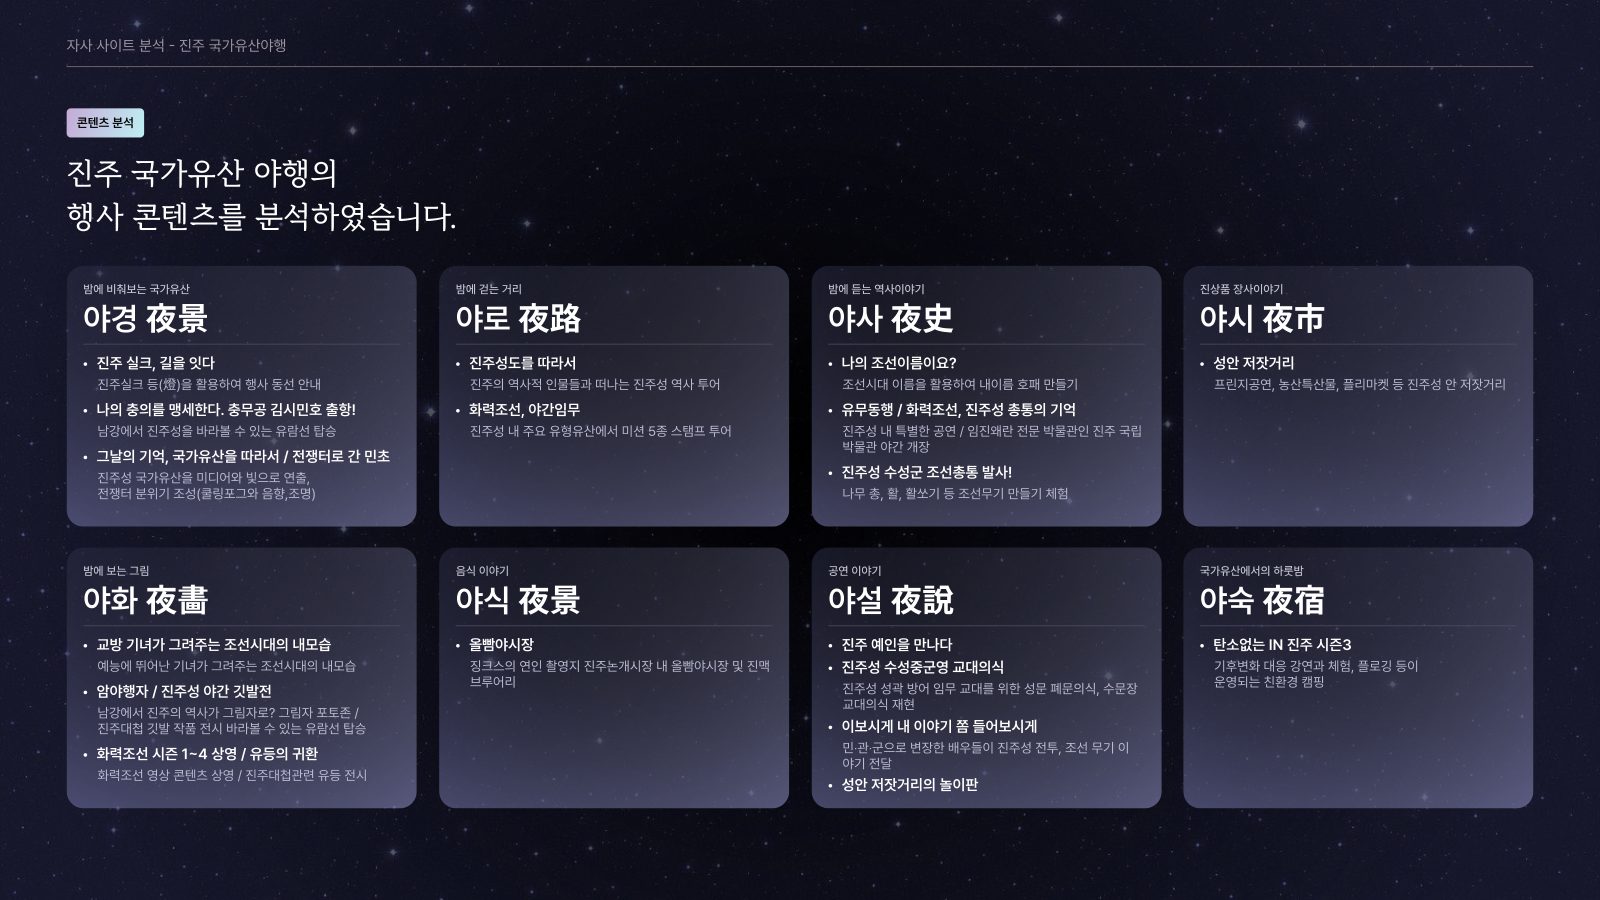 자사 사이트 분석 - 진주 국가유산야행
콘텐츠 분석
진주 국가유산 야행의
행사 콘텐츠를 분석하였습니다.
밤에 비춰보는 국가유산
야경 夜景
• 진주 실크, 길을 잇다
진주실크 등(燈)을 활용하여 행사 동선 안내
• 나의 충의를 맹세한다. 충무공 김시민호 출항!
남강에서 진주성을 바라볼 수 있는 유람선 탑승
• 그날의 기억, 국가유산을 따라서 / 전쟁터로 간 민초
진주성 국가유산을 미디어와 빛으로 연출,
전쟁터 분위기 조성(쿨링포그와 음향,조명)
밤에 걷는 거리
야로 夜路
• 진주성도를 따라서
진주의 역사적 인물들과 떠나는 진주성 역사 투어
• 화력조선, 야간임무
진주성 내 주요 유형유산에서 미션 5종 스탬프 투어
밤에 듣는 역사이야기
야사 夜史
• 나의 조선이름이요?
조선시대 이름을 활용하여 내이름 호패 만들기
• 유무동행 / 화력조선, 진주성 총통의 기억
진주성 내 특별한 공연 / 임진왜란 전문 박물관인 진주 국립
박물관 야간 개장
• 진주성 수성군 조선총통 발사!
나무 총, 활, 활쏘기 등 조선무기 만들기 체험
진상품 장사이야기
야시 夜市
• 성안 저잣거리
프린지공연, 농산특산물, 플리마켓 등 진주성 안 저잣거리
밤에 보는 그림
야화 夜畵
• 교방 기녀가 그려주는 조선시대의 내모습
예능에 뛰어난 기녀가 그려주는 조선시대의 내모습
• 암야행자 / 진주성 야간 깃발전
남강에서 진주의 역사가 그림자로? 그림자 포토존 /
진주대첩 깃발 작품 전시 바라볼 수 있는 유람선 탑승
• 화력조선 시즌 1~4 상영 / 유등의 귀환
화력조선 영상 콘텐츠 상영 / 진주대첩관련 유등 전시
음식 이야기
야식 夜景
• 올빰야시장
징크스의 연인 촬영지 진주논개시장 내 올빰야시장 및 진맥
브루어리
공연 이야기
야설 夜說
• 진주 예인을 만나다
• 진주성 수성중군영 교대의식
진주성 성곽 방어 임무 교대를 위한 성문 폐문의식, 수문장
교대의식 재현
• 이보시게 내 이야기 쫌 들어보시게
민·관·군으로 변장한 배우들이 진주성 전투, 조선 무기 이
야기 전달
• 성안 저잣거리의 놀이판
국가유산에서의 하룻밤
야숙 夜宿
• 탄소없는 IN 진주 시즌3
기후변화 대응 강연과 체험, 플로깅 등이
운영되는 친환경 캠핑